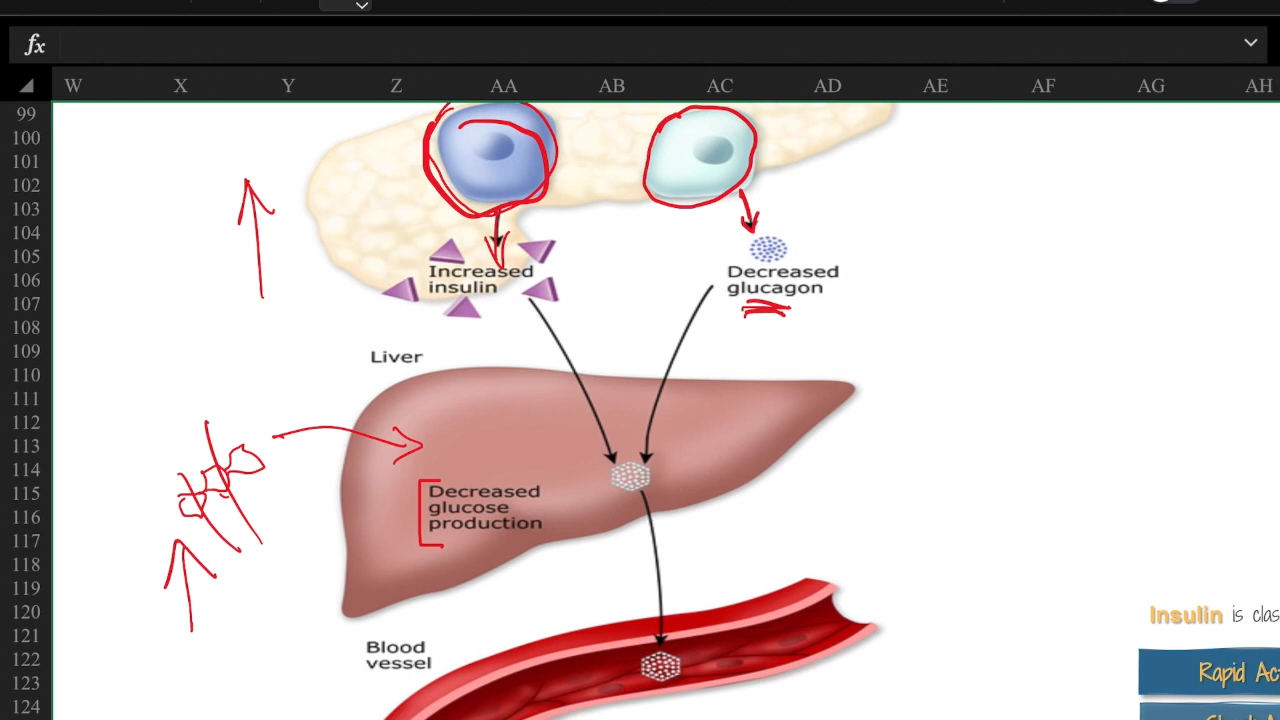 fx
W X Y Z AA AB AC AD AE AF AG AH
99
100
101
102
103
104
105
106
107
108
109
110
111
112
113
114
115
116
117
118
119
120
121
122
123
124
Increased
insulin
Decreased
glucagon
Liver
Decreased
glucose
production
Blood
vessel
Insulin is clas
Rapid Act